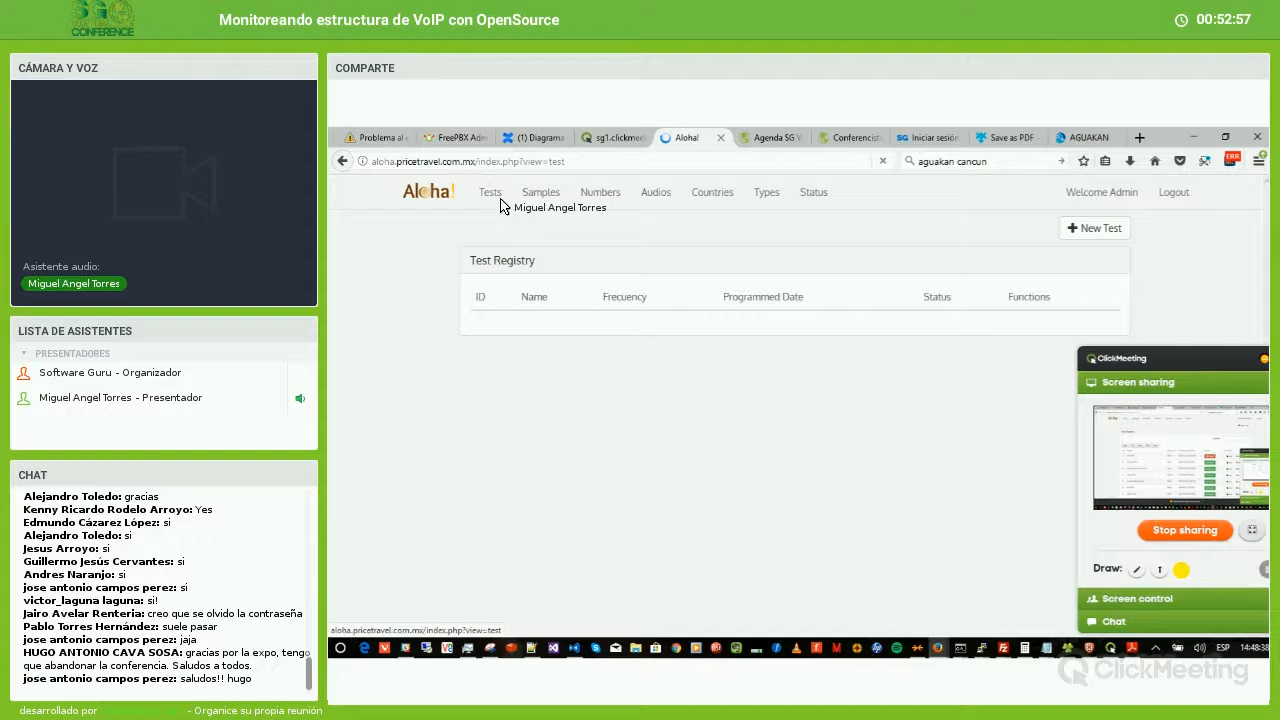 SG
CONFERENCE
Monitoreando estructura de VoIP con OpenSource
00:52:57
CÁMARA Y VOZ
Asistente audio:
Miguel Angel Torres
LISTA DE ASISTENTES
PRESENTADORES
Software Guru - Organizador
Miguel Angel Torres - Presentador
CHAT
Alejandro Toledo: gracias
Kenny Ricardo Rodelo Arroyo: Yes
Edmundo Cázarez López: si
Alejandro Toledo: si
Jesus Arroyo: si
Guillermo Jesús Cervantes: si
Andres Naranjo: si
jose antonio campos perez: si
victor_laguna laguna: si!
Jairo Avelar Renteria: creo que se olvido la contraseña
Pablo Torres Hernández: suele pasar
jose antonio campos perez: jaja
HUGO ANTONIO CAVA SOSA: gracias por la expo, tengo
que abandonar la conferencia. Saludos a todos.
jose antonio campos perez: saludos!! hugo
desarrollado por - Organice su propia reunión
COMPARTE
Problema al FreePBX Adm (1) Diagrama sg1.clickmee Aloha! Agenda SG V Conferencist SG Iniciar sesión Save as PDF AGUAKAN
aloha.pricetravel.com.mx/index.php?view=test aguakan cancun ERR
Aloha! Tests Samples Numbers Audios Countries Types Status Welcome Admin Logout
Miguel Angel Torres
New Test
Test Registry
ID Name Frecuency Programmed Date Status Functions
ClickMeeting
Screen sharing
Stop sharing
Draw:
Screen control
Chat
aloha.pricetravel.com.mx/index.php?view=test
ESP 14:48:38
ClickMeeting